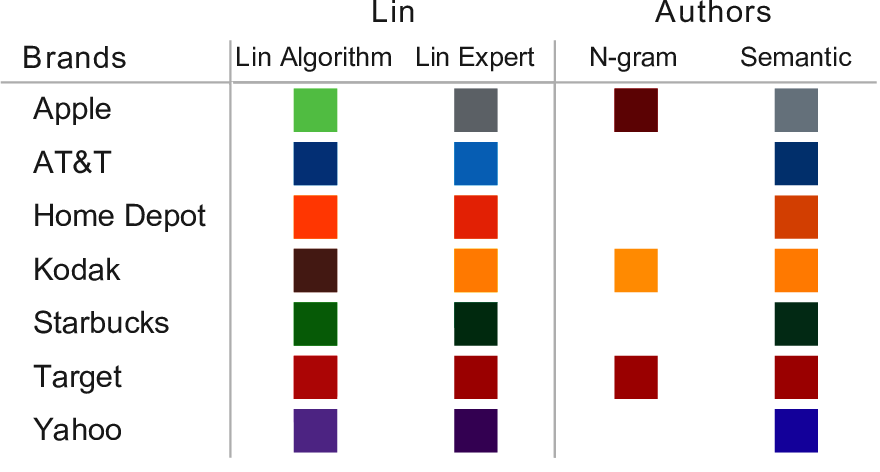 Lin Authors
Brands Lin Algorithm Lin Expert N-gram Semantic
Apple
AT&T
Home Depot
Kodak
Starbucks
Target
Yahoo